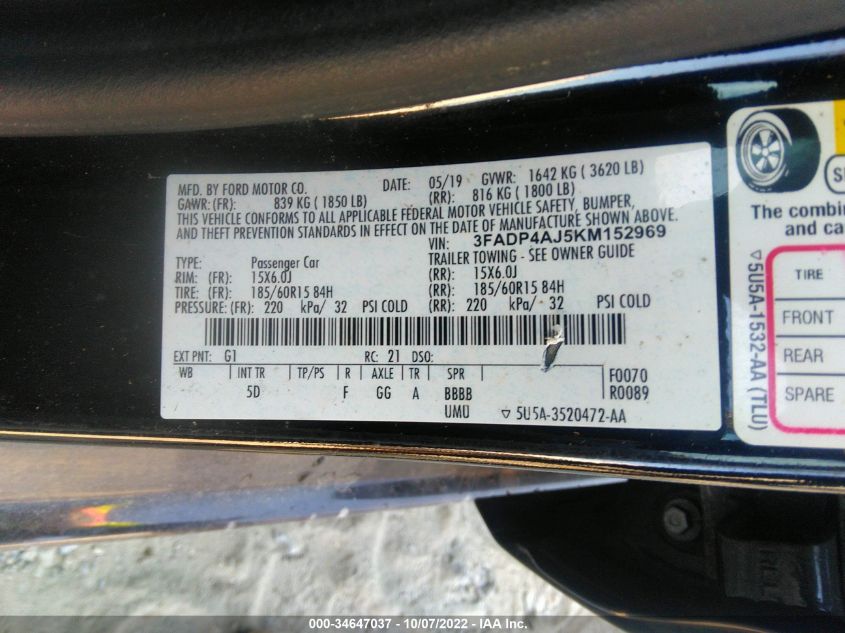 MFD. BY FORD MOTOR CO. DATE: 05/19 GVWR: 1642 KG ( 3620 LB)
GAWR: (FR): 839 KG ( 1850 LB) (RR): 816 KG ( 1800 LB)
THIS VEHICLE CONFORMS TO ALL APPLICABLE FEDERAL MOTOR VEHICLE SAFETY, BUMPER,
AND THEFT PREVENTION STANDARDS IN EFFECT ON THE DATE OF MANUFACTURE SHOWN ABOVE.
VIN: 3FADP4AJ5KM152969
TRAILER TOWING - SEE OWNER GUIDE
TYPE: Passenger Car
RIM: (FR): 15X6.0J (RR): 15X6.0J
TIRE: (FR): 185/60R15 84H (RR): 185/60R15 84H
PRESSURE: (FR): 220 kPa/ 32 PSI COLD (RR): 220 kPa/ 32 PSI COLD
EXT PNT: G1 RC: 21 DSO:
WB INT TR TP/PS R AXLE TR SPR F0070
5D F GG A BBBB R0089
UMU ▽ 5U5A-3520472-AA
The combin
and ca
▽5U5A-1532-AA (TLU)
TIRE
FRONT
REAR
SPARE
000-34647037 - 10/07/2022 - IAA Inc.